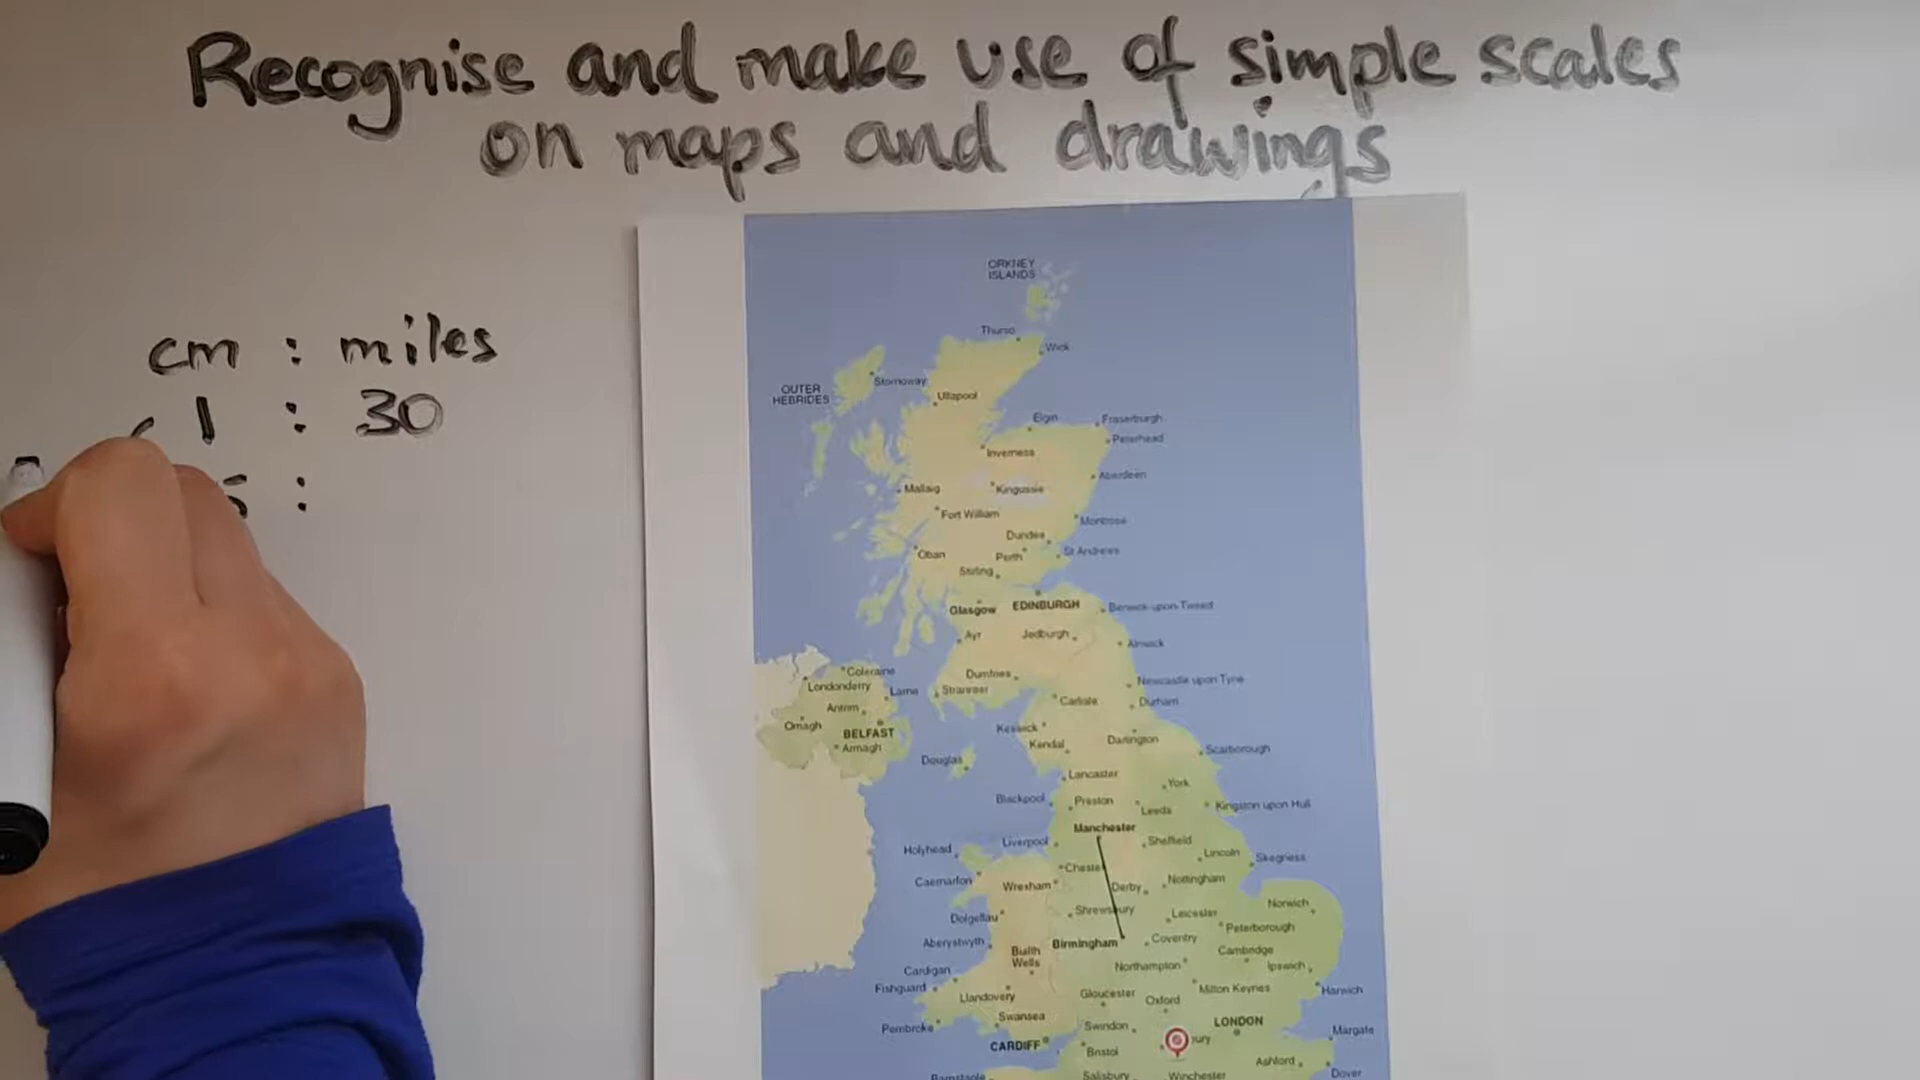 Recognise and make use of simple scales
on maps and drawings
cm : miles
1 : 30
5 :
ORKNEY
ISLANDS
Thurso
Wick
OUTER
HEBRIDES
Stornoway
Ullapool
Elgin
Fraserburgh
Peterhead
Inverness
Aberdeen
Mallaig
Kingussie
Fort William
Montrose
Dundee
Oban
Perth
St Andrews
Stirling
Glasgow
EDINBURGH
Berwick-upon-Tweed
Ayr
Jedburgh
Alnwick
Coleraine
Londonderry
Larne
Stranraer
Dumfries
Newcastle upon Tyne
Antrim
Carlisle
Durham
Omagh
BELFAST
Armagh
Keswick
Kendal
Darlington
Scarborough
Douglas
Lancaster
York
Blackpool
Preston
Leeds
Kingston upon Hull
Manchester
Holyhead
Liverpool
Sheffield
Lincoln
Skegness
Caernarfon
Wrexham
Cheste
Derby
Nottingham
Norwich
Dolgellau
Shrewsbury
Leicester
Peterborough
Aberystwyth
Birmingham
Coventry
Cambridge
Builth
Wells
Northampton
Ipswich
Cardigan
Fishguard
Llandovery
Gloucester
Oxford
Milton Keynes
Harwich
Pembroke
Swansea
Swindon
LONDON
Margate
CARDIFF
Bristol
ury
Ashford
Dover
Barnstaple
Salisbury
Winchester